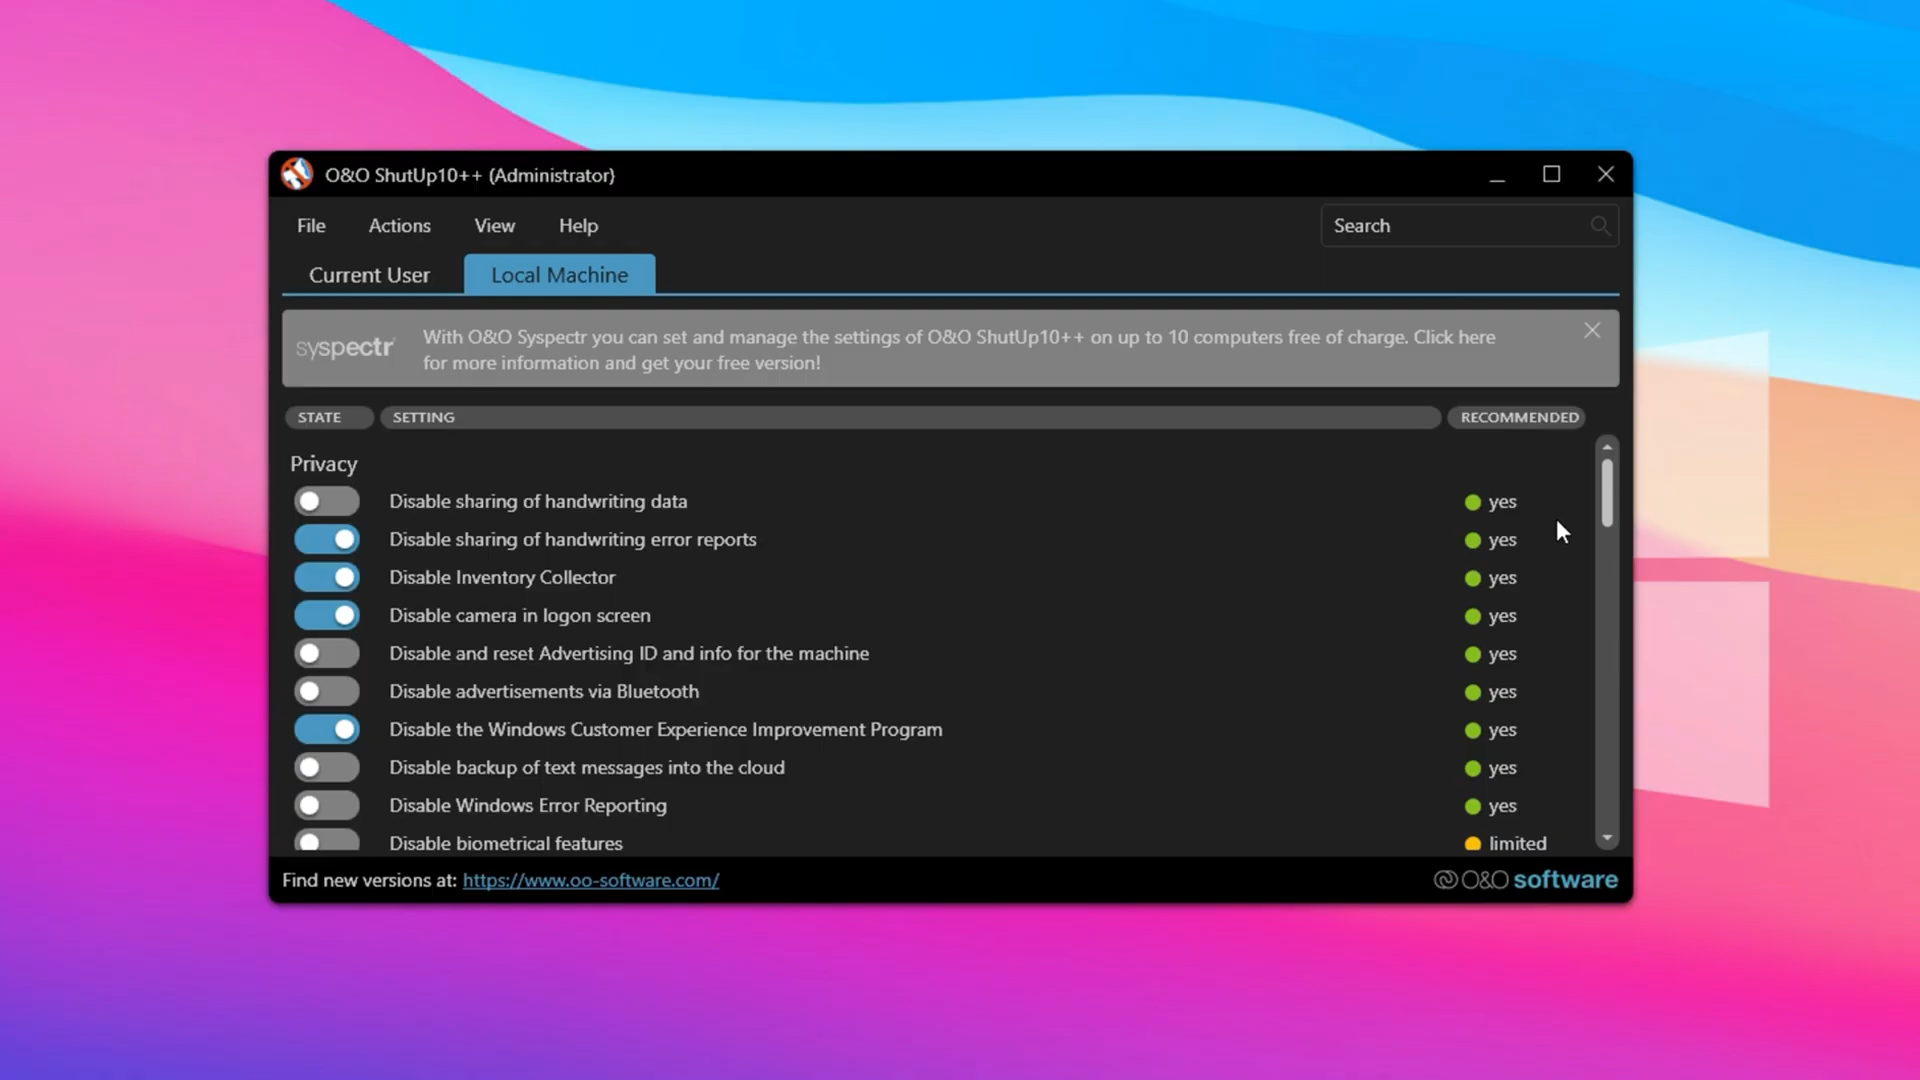 O&O ShutUp10++ (Administrator)
File Actions View Help Search
Current User Local Machine
syspectr
With O&O Syspectr you can set and manage the settings of O&O ShutUp10++ on up to 10 computers free of charge. Click here
for more information and get your free version!
STATE SETTING RECOMMENDED
Privacy
Disable sharing of handwriting data yes
Disable sharing of handwriting error reports yes
Disable Inventory Collector yes
Disable camera in logon screen yes
Disable and reset Advertising ID and info for the machine yes
Disable advertisements via Bluetooth yes
Disable the Windows Customer Experience Improvement Program yes
Disable backup of text messages into the cloud yes
Disable Windows Error Reporting yes
Disable biometrical features limited
Find new versions at: https://www.oo-software.com/ O&O software